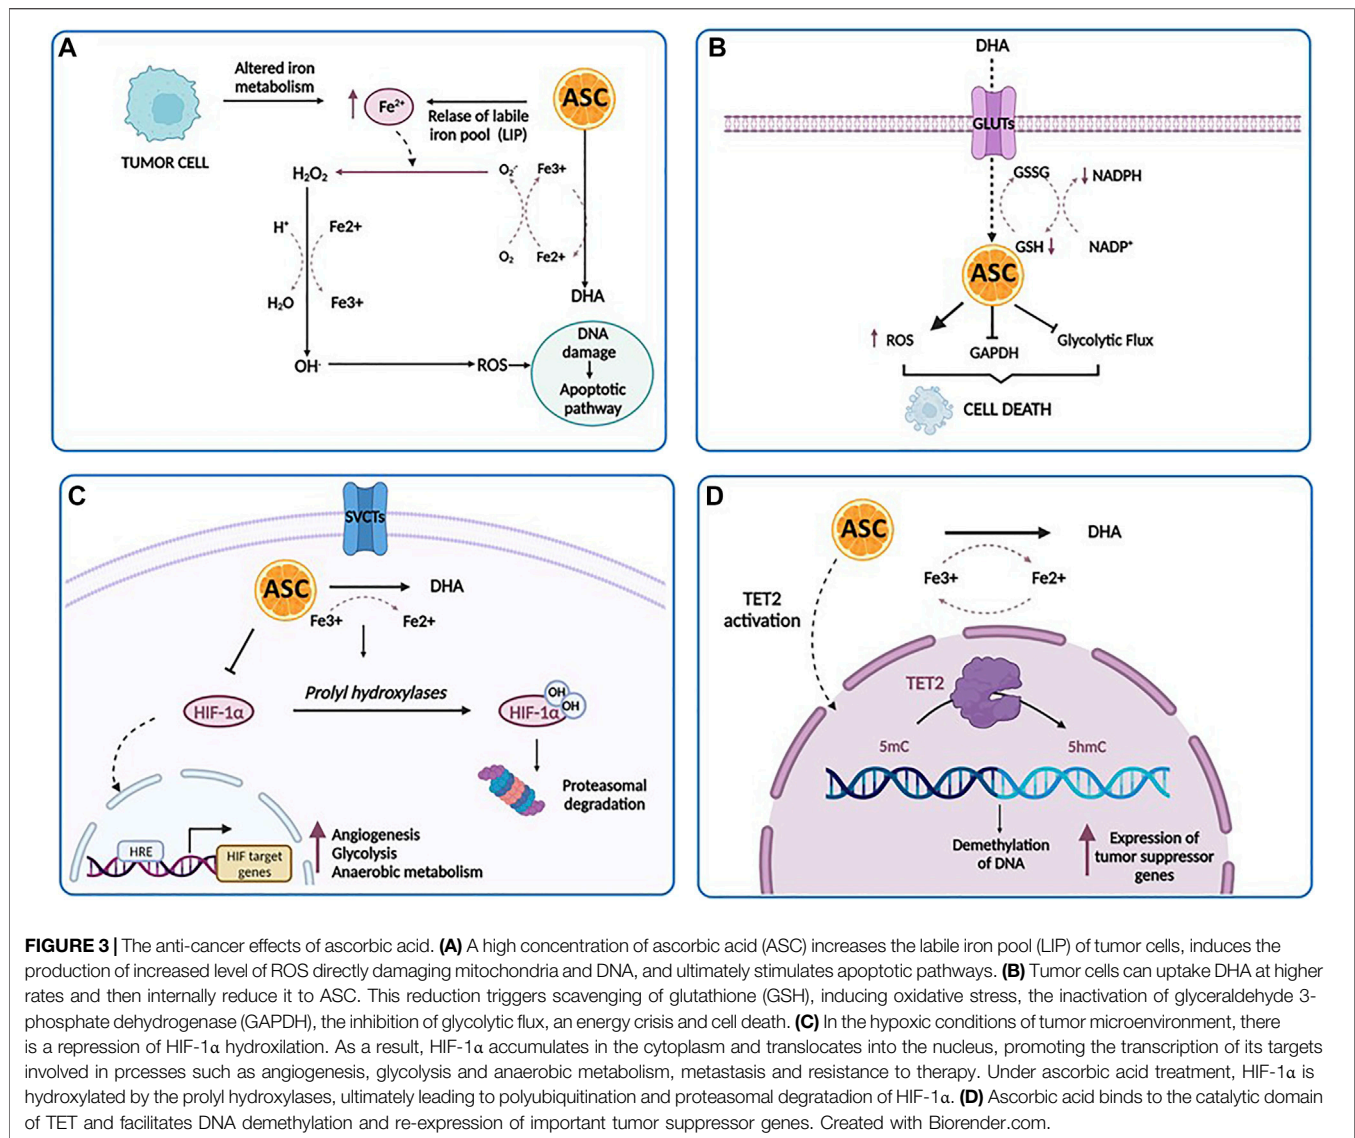 A
Altered iron
metabolism
TUMOR CELL
Fe²⁺
Relase of labile
iron pool (LIP)
ASC
H₂O₂
O₂·⁻
Fe3+
H⁺
Fe2+
O₂
Fe2+
H₂O
Fe3+
DHA
OH·
ROS
DNA
damage
Apoptotic
pathway
B
DHA
GLUTs
GSSG
NADPH
GSH
NADP⁺
ASC
ROS
GAPDH
Glycolytic Flux
CELL DEATH
C
SVCTs
ASC
DHA
Fe3+
Fe2+
Prolyl hydroxylases
HIF-1α
HIF-1α
OH
OH
Proteasomal
degradation
HRE
HIF target
genes
Angiogenesis
Glycolysis
Anaerobic metabolism
D
ASC
DHA
Fe3+
Fe2+
TET2
activation
TET2
5mC
5hmC
Demethylation
of DNA
Expression of
tumor suppressor
genes
FIGURE 3 | The anti-cancer effects of ascorbic acid. (A) A high concentration of ascorbic acid (ASC) increases the labile iron pool (LIP) of tumor cells, induces the
production of increased level of ROS directly damaging mitochondria and DNA, and ultimately stimulates apoptotic pathways. (B) Tumor cells can uptake DHA at higher
rates and then internally reduce it to ASC. This reduction triggers scavenging of glutathione (GSH), inducing oxidative stress, the inactivation of glyceraldehyde 3-
phosphate dehydrogenase (GAPDH), the inhibition of glycolytic flux, an energy crisis and cell death. (C) In the hypoxic conditions of tumor microenvironment, there
is a repression of HIF-1α hydroxilation. As a result, HIF-1α accumulates in the cytoplasm and translocates into the nucleus, promoting the transcription of its targets
involved in prcesses such as angiogenesis, glycolysis and anaerobic metabolism, metastasis and resistance to therapy. Under ascorbic acid treatment, HIF-1α is
hydroxylated by the prolyl hydroxylases, ultimately leading to polyubiquitination and proteasomal degratadion of HIF-1α. (D) Ascorbic acid binds to the catalytic domain
of TET and facilitates DNA demethylation and re-expression of important tumor suppressor genes. Created with Biorender.com.